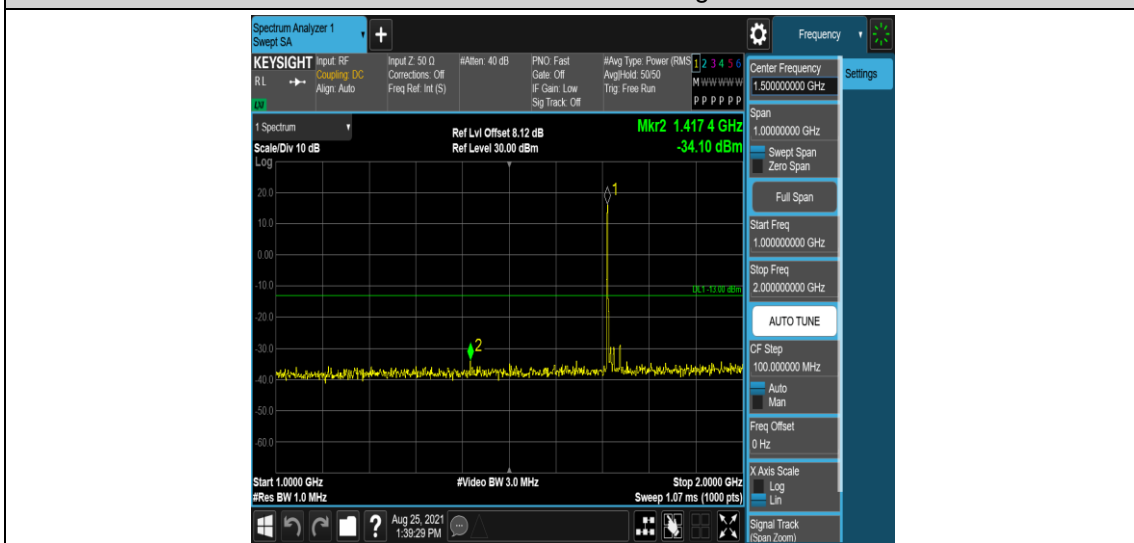 Spectrum Analyzer 1
Swept SA
+
Frequency
KEYSIGHT
RL
LXI
Input: RF
Coupling: DC
Align: Auto
Input Z: 50 Ω
Corrections: Off
Freq Ref: Int (S)
#Atten: 40 dB
PNO: Fast
Gate: Off
IF Gain: Low
Sig Track: Off
#Avg Type: Power (RMS
Avg|Hold: 50/50
Trig: Free Run
1 2 3 4 5 6
M W W W W W
P P P P P P
1 Spectrum
Scale/Div 10 dB
Log
Ref Lvl Offset 8.12 dB
Ref Level 30.00 dBm
Mkr2 1.417 4 GHz
-34.10 dBm
20.0
10.0
0.00
-10.0
-20.0
-30.0
-40.0
-50.0
-60.0
1
2
DL1 -13.00 dBm
Start 1.0000 GHz
#Res BW 1.0 MHz
#Video BW 3.0 MHz
Stop 2.0000 GHz
Sweep 1.07 ms (1000 pts)
?
Aug 25, 2021
1:39:29 PM
Center Frequency
1.500000000 GHz
Settings
Span
1.00000000 GHz
Swept Span
Zero Span
Full Span
Start Freq
1.000000000 GHz
Stop Freq
2.000000000 GHz
AUTO TUNE
CF Step
100.000000 MHz
Auto
Man
Freq Offset
0 Hz
X Axis Scale
Log
Lin
Signal Track
(Span Zoom)